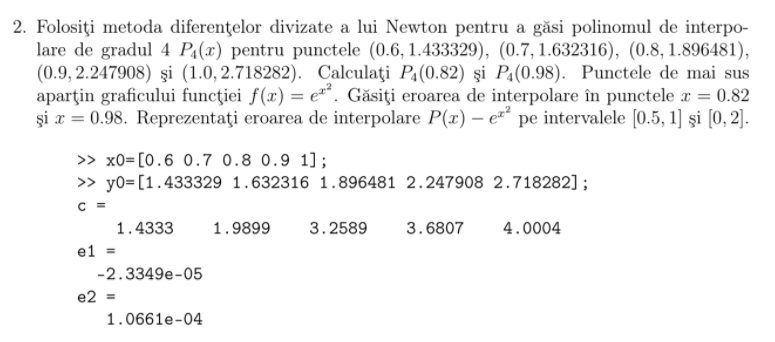 2. Folosiţi metoda diferenţelor divizate a lui Newton pentru a găsi polinomul de interpo-
lare de gradul 4 P₄(x) pentru punctele (0.6, 1.433329), (0.7, 1.632316), (0.8, 1.896481),
(0.9, 2.247908) şi (1.0, 2.718282). Calculaţi P₄(0.82) şi P₄(0.98). Punctele de mai sus
aparţin graficului funcţiei f(x) = e^{x²}. Găsiţi eroarea de interpolare în punctele x = 0.82
şi x = 0.98. Reprezentaţi eroarea de interpolare P(x) − e^{x²} pe intervalele [0.5, 1] şi [0, 2].
>> x0=[0.6 0.7 0.8 0.9 1];
>> y0=[1.433329 1.632316 1.896481 2.247908 2.718282];
c =
1.4333 1.9899 3.2589 3.6807 4.0004
e1 =
-2.3349e-05
e2 =
1.0661e-04